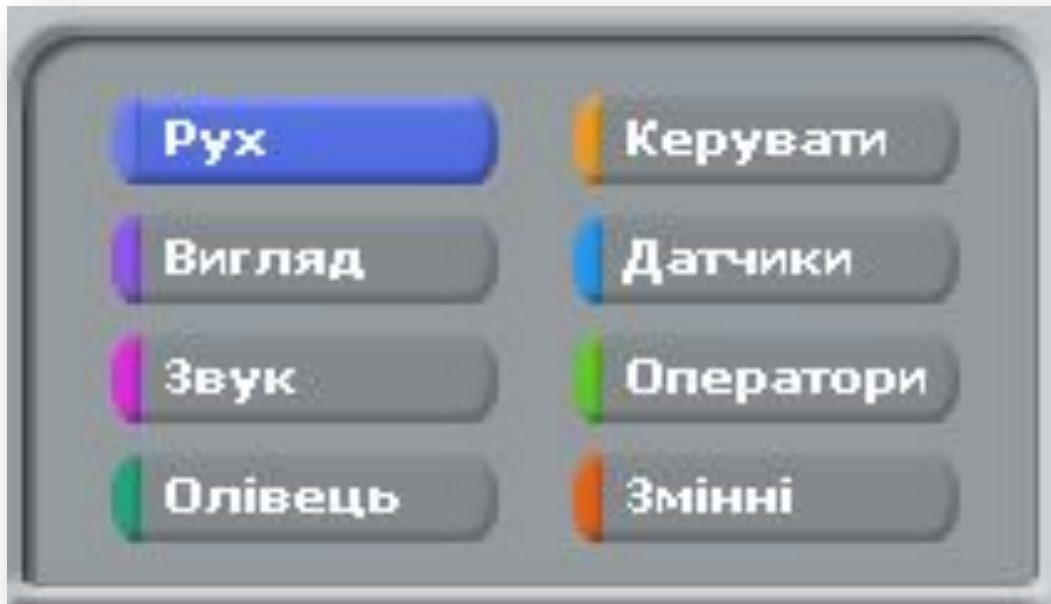 Рух
Керувати
Вигляд
Датчики
Звук
Оператори
Олівець
Змінні